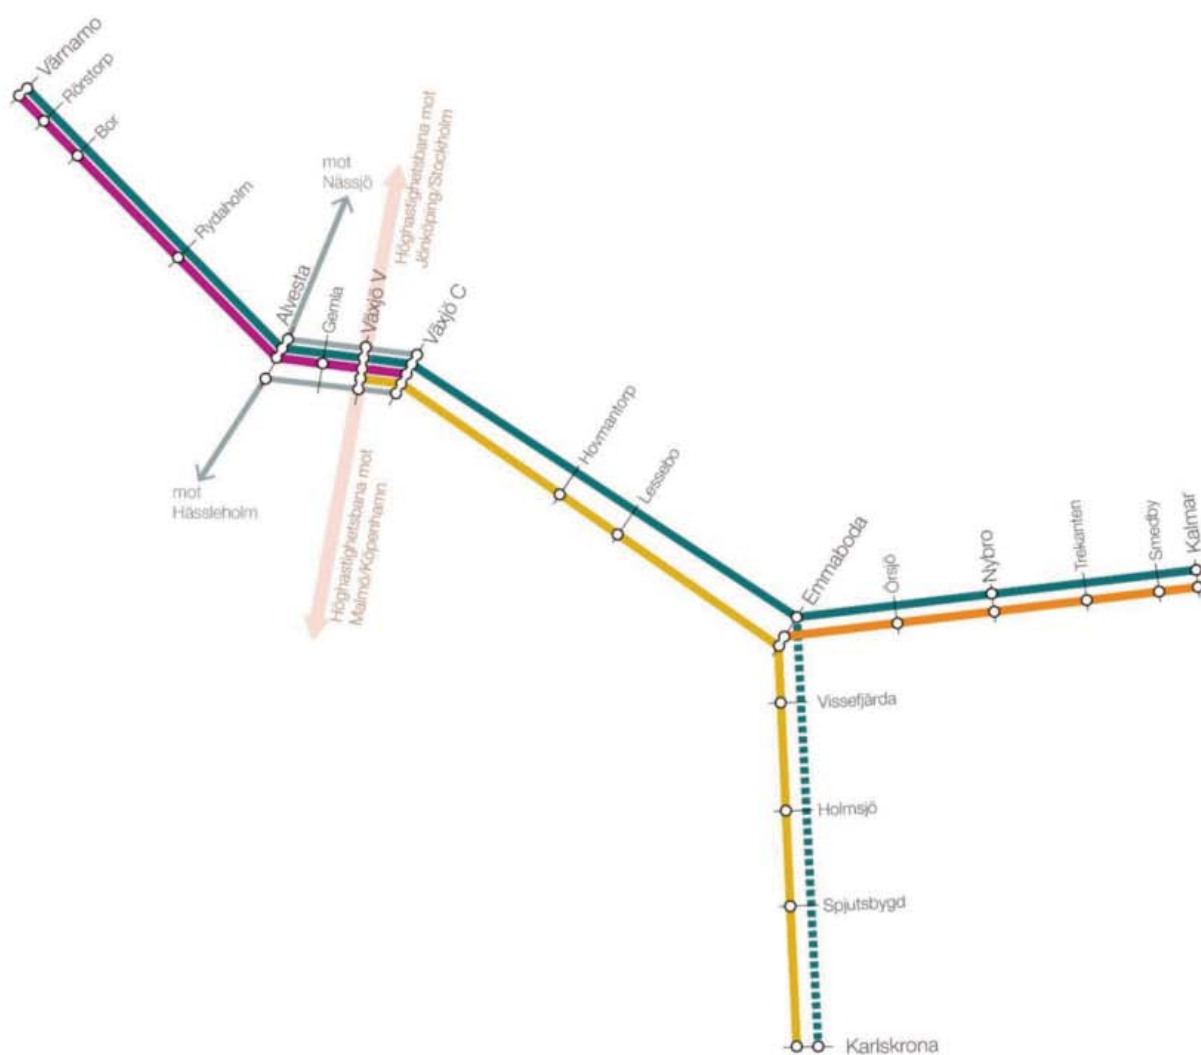 Värnamo
Rörstorp
Bor
Rydaholm
mot
Nässjö
Höghastighetsbana mot
Jönköping/Stockholm
Alvesta
Gemla
Växjö V
Växjö C
mot
Hässleholm
Höghastighetsbana mot
Malmö/Köpenhamn
Hovmantorp
Lessebo
Emmaboda
Örsjö
Nybro
Trekanten
Smedby
Kalmar
Vissefjärda
Holmsjö
Spjutsbygd
Karlskrona